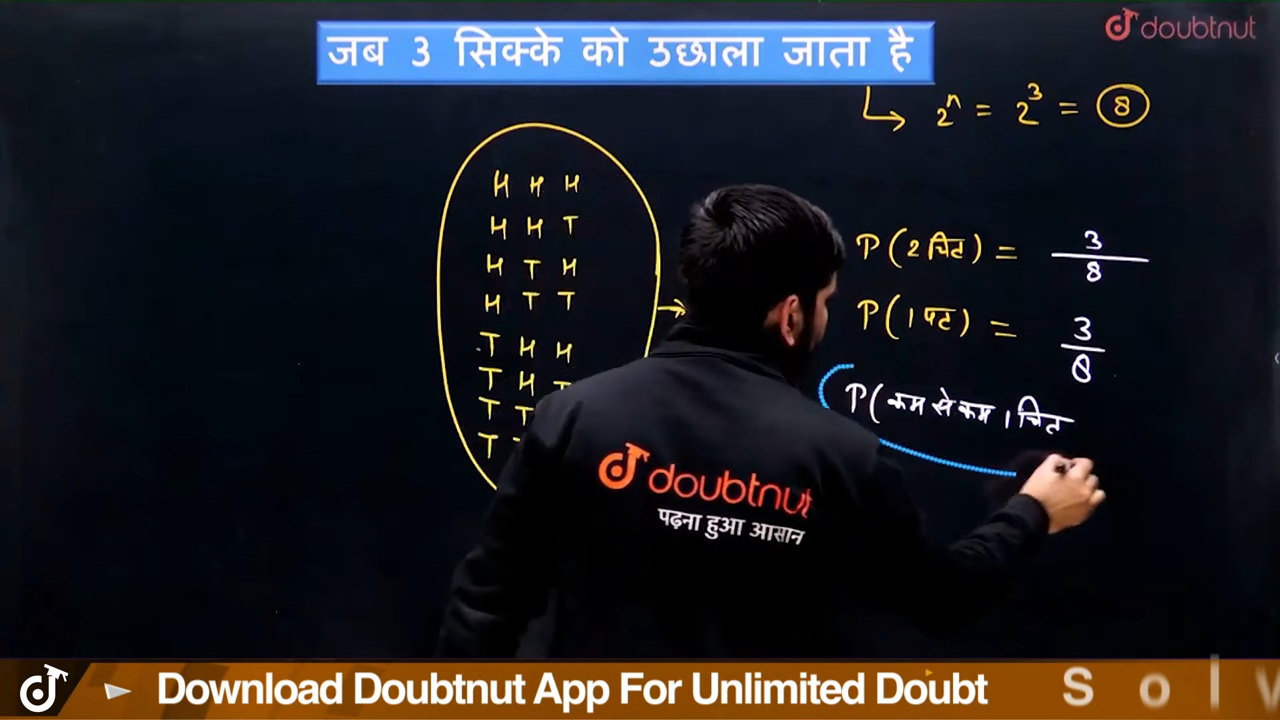 जब 3 सिक्के को उछाला जाता है
doubtnut
2ⁿ = 2³ = 8
H H H
H H T
H T H
H T T
T H H
T H T
T T
T
P(2 चित) = 3/8
P(1 पट) = 3/8
P(कम से कम 1 चित
doubtnut
पढ़ना हुआ आसान
Download Doubtnut App For Unlimited Doubt Solv